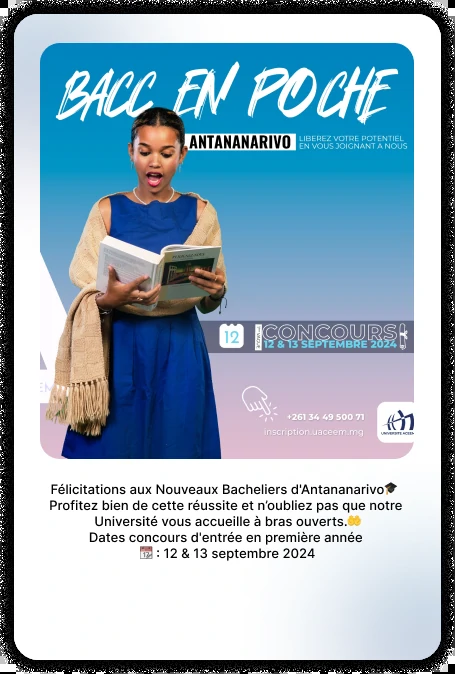 BACC EN POCHE
ANTANANARIVO
LIBEREZ VOTRE POTENTIEL
EN VOUS JOIGNANT A NOUS
12
CONCOURS
12 & 13 SEPTEMBRE 2024
+261 34 49 500 71
inscription.uaceem.mg
UNIVERSITE ACEEM
Félicitations aux Nouveaux Bacheliers d'Antananarivo🎓
Profitez bien de cette réussite et n'oubliez pas que notre
Université vous accueille à bras ouverts.🤲
Dates concours d'entrée en première année
📆 : 12 & 13 septembre 2024